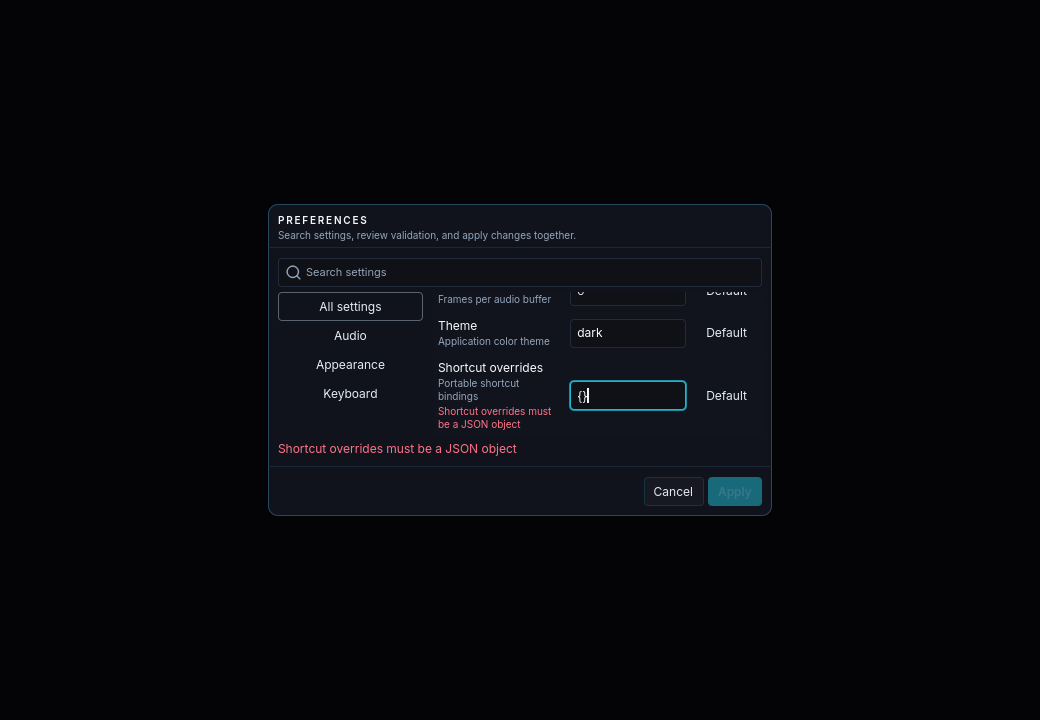 PREFERENCES
Search settings, review validation, and apply changes together.
Search settings
All settings
Audio
Appearance
Keyboard
Frames per audio buffer
Default
Theme
Application color theme
dark
Default
Shortcut overrides
Portable shortcut
bindings
Shortcut overrides must
be a JSON object
{}
Default
Shortcut overrides must be a JSON object
Cancel
Apply